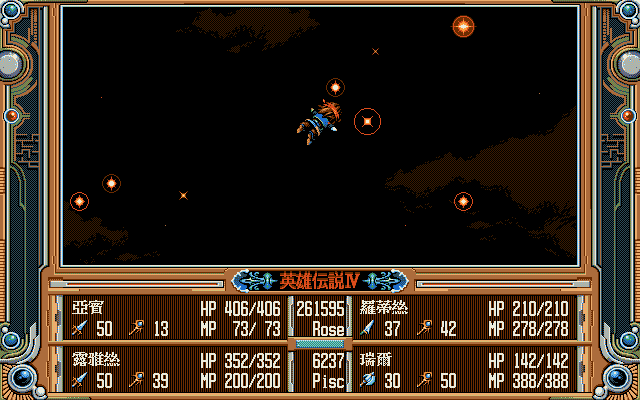 英雄伝説Ⅳ
亞賓 HP 406/406
50 13 MP 73/ 73
261595
Rose
羅蒂絲 HP 210/210
37 42 MP 278/278
露雅絲 HP 352/352
50 39 MP 200/200
6237
Pisc
瑞爾 HP 142/142
30 50 MP 388/388